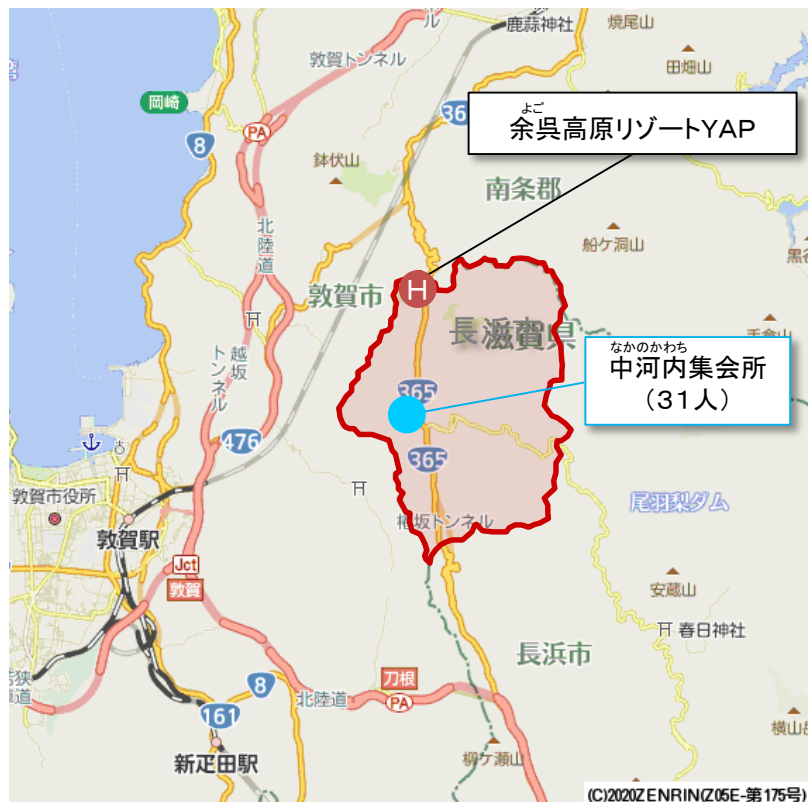 鹿蒜神社
焼尾山
敦賀トンネル
田畑山
岡崎
PA
8
よご
余呉高原リゾートYAP
鉢伏山
南条郡
北陸道
船ケ洞山
敦賀市
H
滋賀県
なかのかわち
中河内集会所
(31人)
越坂
トンネル
365
476
365
敦賀市役所
敦賀駅
椿坂トンネル
尾羽梨ダム
Jct
敦賀
安蔵山
春日神社
長浜市
刀根
8
北陸道
PA
161
横山岳
新疋田駅
柳ケ瀬山
(C)2020ZENRIN(Z05E-第175号)